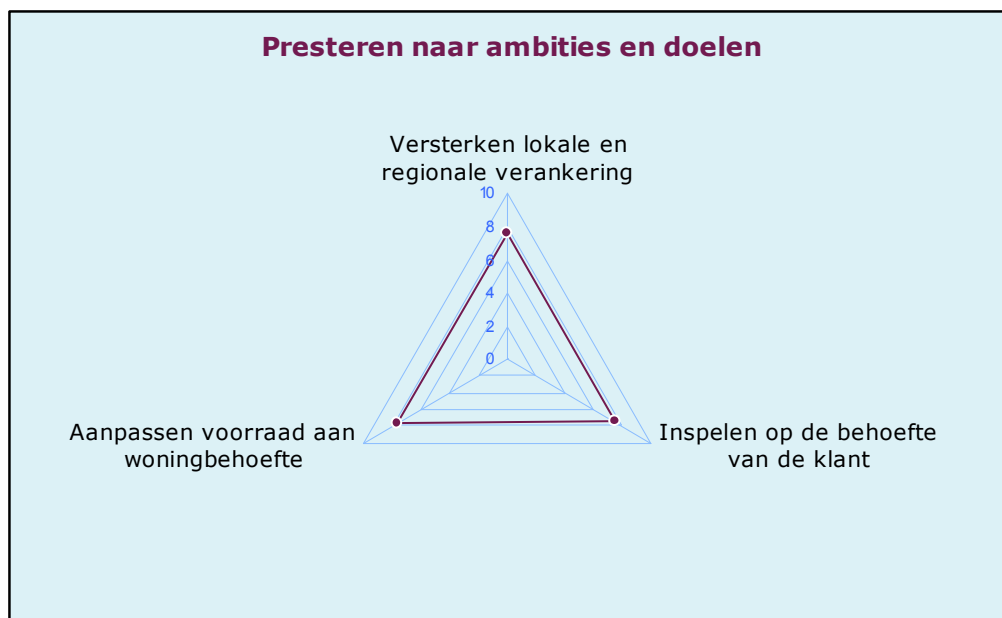 Presteren naar ambities en doelen
Versterken lokale en
regionale verankering
10
8
6
4
2
0
Aanpassen voorraad aan
woningbehoefte
Inspelen op de behoefte
van de klant